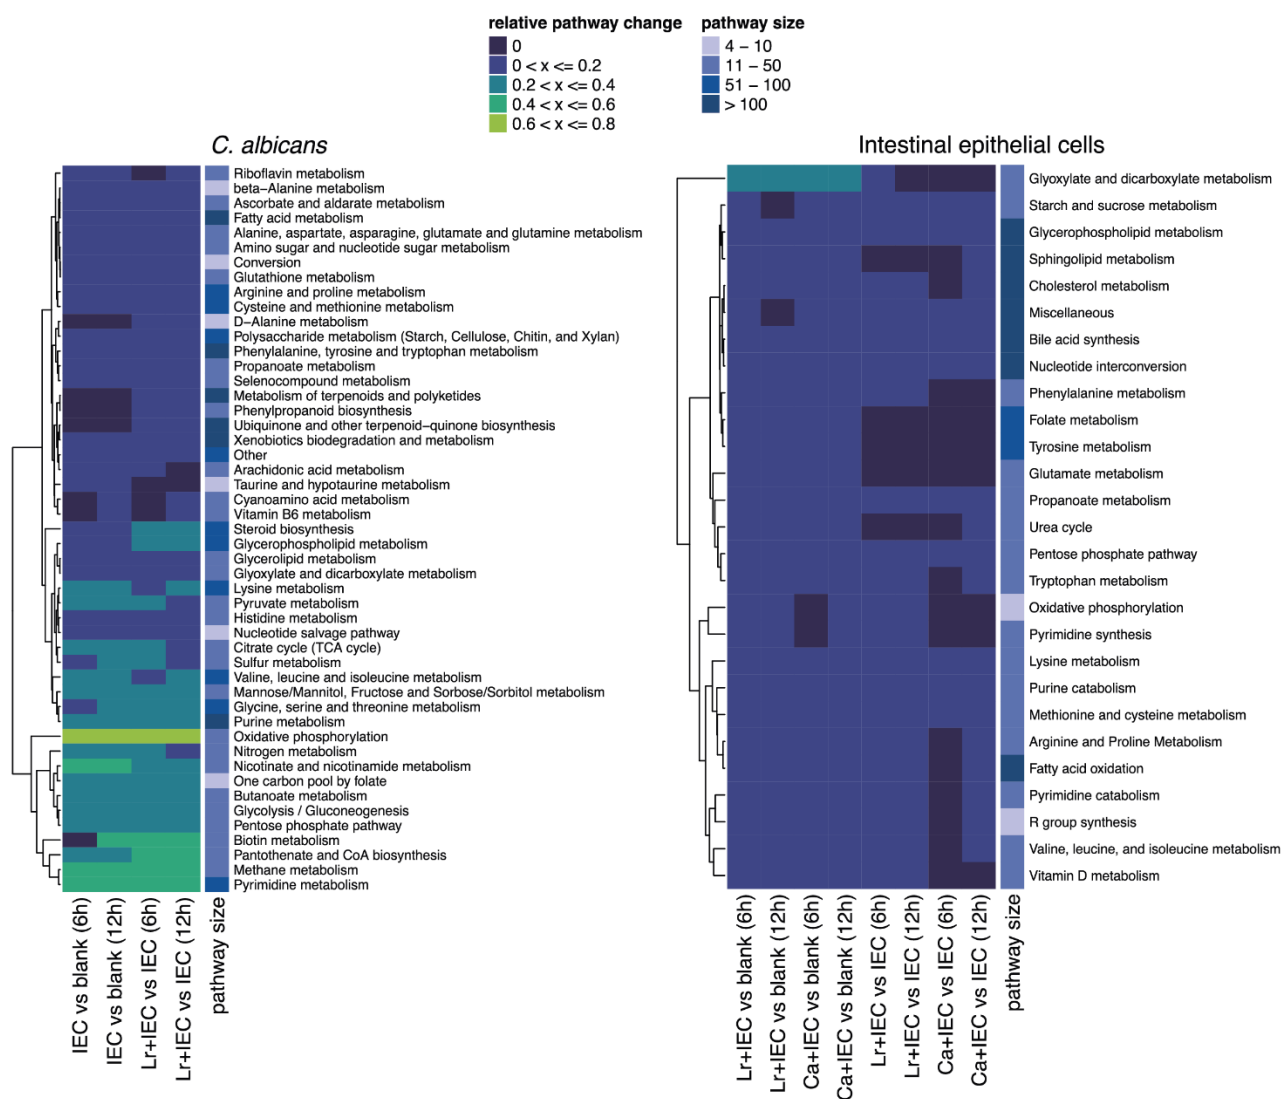 relative pathway change
0
0 < x <= 0.2
0.2 < x <= 0.4
0.4 < x <= 0.6
0.6 < x <= 0.8
pathway size
4 − 10
11 − 50
51 − 100
> 100
C. albicans
Riboflavin metabolism
beta−Alanine metabolism
Ascorbate and aldarate metabolism
Fatty acid metabolism
Alanine, aspartate, asparagine, glutamate and glutamine metabolism
Amino sugar and nucleotide sugar metabolism
Conversion
Glutathione metabolism
Arginine and proline metabolism
Cysteine and methionine metabolism
D−Alanine metabolism
Polysaccharide metabolism (Starch, Cellulose, Chitin, and Xylan)
Phenylalanine, tyrosine and tryptophan metabolism
Propanoate metabolism
Selenocompound metabolism
Metabolism of terpenoids and polyketides
Phenylpropanoid biosynthesis
Ubiquinone and other terpenoid−quinone biosynthesis
Xenobiotics biodegradation and metabolism
Other
Arachidonic acid metabolism
Taurine and hypotaurine metabolism
Cyanoamino acid metabolism
Vitamin B6 metabolism
Steroid biosynthesis
Glycerophospholipid metabolism
Glycerolipid metabolism
Glyoxylate and dicarboxylate metabolism
Lysine metabolism
Pyruvate metabolism
Histidine metabolism
Nucleotide salvage pathway
Citrate cycle (TCA cycle)
Sulfur metabolism
Valine, leucine and isoleucine metabolism
Mannose/Mannitol, Fructose and Sorbose/Sorbitol metabolism
Glycine, serine and threonine metabolism
Purine metabolism
Oxidative phosphorylation
Nitrogen metabolism
Nicotinate and nicotinamide metabolism
One carbon pool by folate
Butanoate metabolism
Glycolysis / Gluconeogenesis
Pentose phosphate pathway
Biotin metabolism
Pantothenate and CoA biosynthesis
Methane metabolism
Pyrimidine metabolism
IEC vs blank (6h)
IEC vs blank (12h)
Lr+IEC vs IEC (6h)
Lr+IEC vs IEC (12h)
pathway size
Intestinal epithelial cells
Glyoxylate and dicarboxylate metabolism
Starch and sucrose metabolism
Glycerophospholipid metabolism
Sphingolipid metabolism
Cholesterol metabolism
Miscellaneous
Bile acid synthesis
Nucleotide interconversion
Phenylalanine metabolism
Folate metabolism
Tyrosine metabolism
Glutamate metabolism
Propanoate metabolism
Urea cycle
Pentose phosphate pathway
Tryptophan metabolism
Oxidative phosphorylation
Pyrimidine synthesis
Lysine metabolism
Purine catabolism
Methionine and cysteine metabolism
Arginine and Proline Metabolism
Fatty acid oxidation
Pyrimidine catabolism
R group synthesis
Valine, leucine, and isoleucine metabolism
Vitamin D metabolism
Lr+IEC vs blank (6h)
Lr+IEC vs blank (12h)
Ca+IEC vs blank (6h)
Ca+IEC vs blank (12h)
Lr+IEC vs IEC (6h)
Lr+IEC vs IEC (12h)
Ca+IEC vs IEC (6h)
Ca+IEC vs IEC (12h)
pathway size